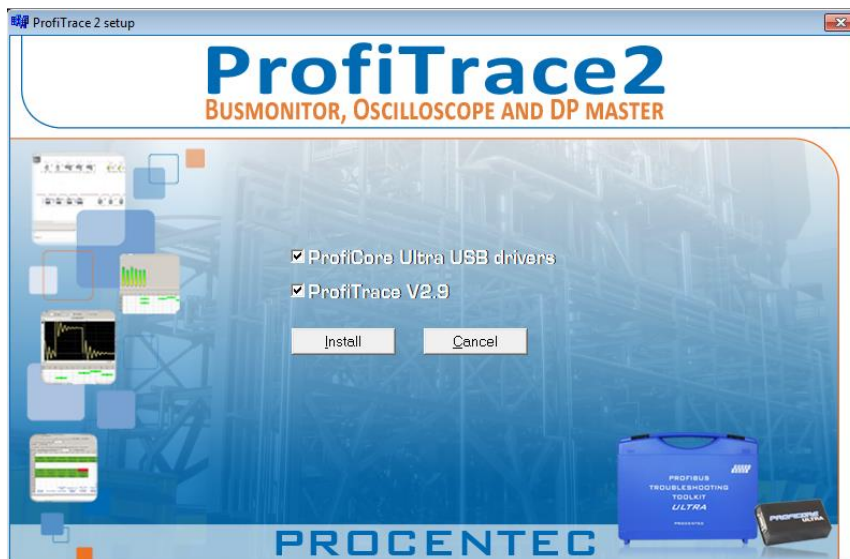 ProfiTrace 2 setup
ProfiTrace2
BUSMONITOR, OSCILLOSCOPE AND DP MASTER
ProfiCore Ultra USB drivers
ProfiTrace V2.9
Install
Cancel
PROFIBUS
TROUBLESHOOTING
TOOLKIT
ULTRA
PROCENTEC
PROFICORE
ULTRA
PROCENTEC